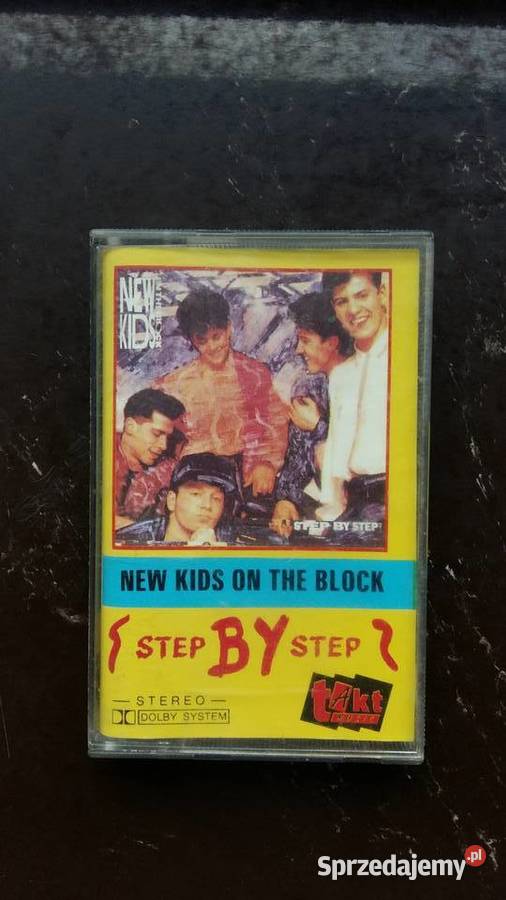 NEW
KIDS
STEP BY STEP
NEW KIDS ON THE BLOCK
STEP BY STEP
STEREO
DOLBY SYSTEM
takt
MUSIC
Sprzedajemy.pl